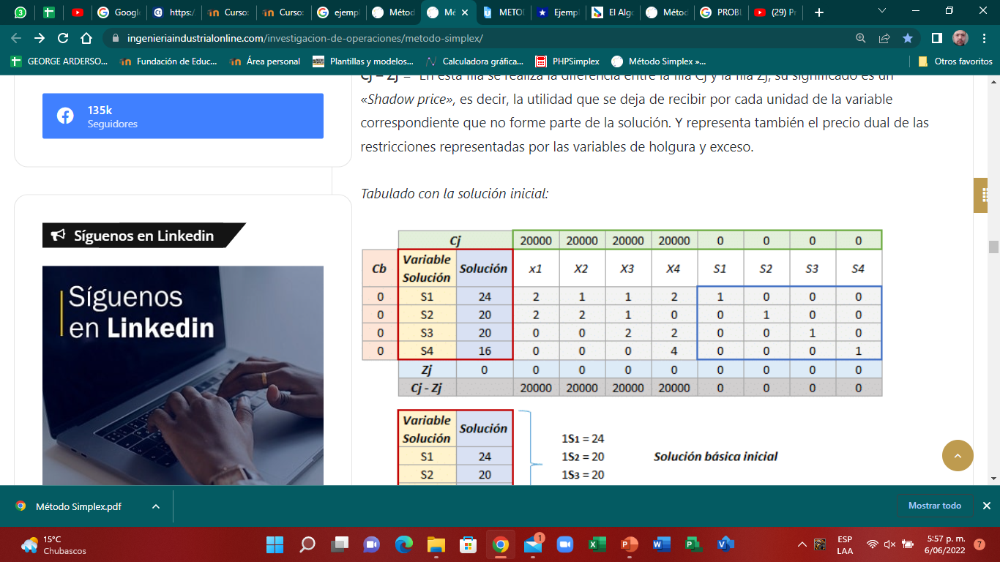 Google
https:/
Curso:
Curso:
ejempl
Métod
Mé
METOD
Ejempl
El Algo
Métod
PROBL
(29) Pr
ingenieriaindustrialonline.com/investigacion-de-operaciones/metodo-simplex/
GEORGE ARDERSO...
Fundación de Educ...
Área personal
Plantillas y modelos...
Calculadora gráfica...
PHPSimplex
Método Simplex »...
Otros favoritos
135k
Seguidores
Cj – Zj = En esta fila se realiza la diferencia entre la fila Cj y la fila Zj, su significado es un
«Shadow price», es decir, la utilidad que se deja de recibir por cada unidad de la variable
correspondiente que no forme parte de la solución. Y representa también el precio dual de las
restricciones representadas por las variables de holgura y exceso.
Tabulado con la solución inicial:
Síguenos en Linkedin
Síguenos
en Linkedin
Cj 20000 20000 20000 20000 0 0 0 0
Cb Variable Solución Solución x1 X2 X3 X4 S1 S2 S3 S4
0 S1 24 2 1 1 2 1 0 0 0
0 S2 20 2 2 1 0 0 1 0 0
0 S3 20 0 0 2 2 0 0 1 0
0 S4 16 0 0 0 4 0 0 0 1
Zj 0 0 0 0 0 0 0 0 0
Cj - Zj 20000 20000 20000 20000 0 0 0 0
Variable Solución Solución
S1 24
S2 20
1S1 = 24
1S2 = 20
1S3 = 20
Solución básica inicial
Método Simplex.pdf
Mostrar todo
15°C
Chubascos
1
ESP
LAA
5:57 p. m.
6/06/2022
7